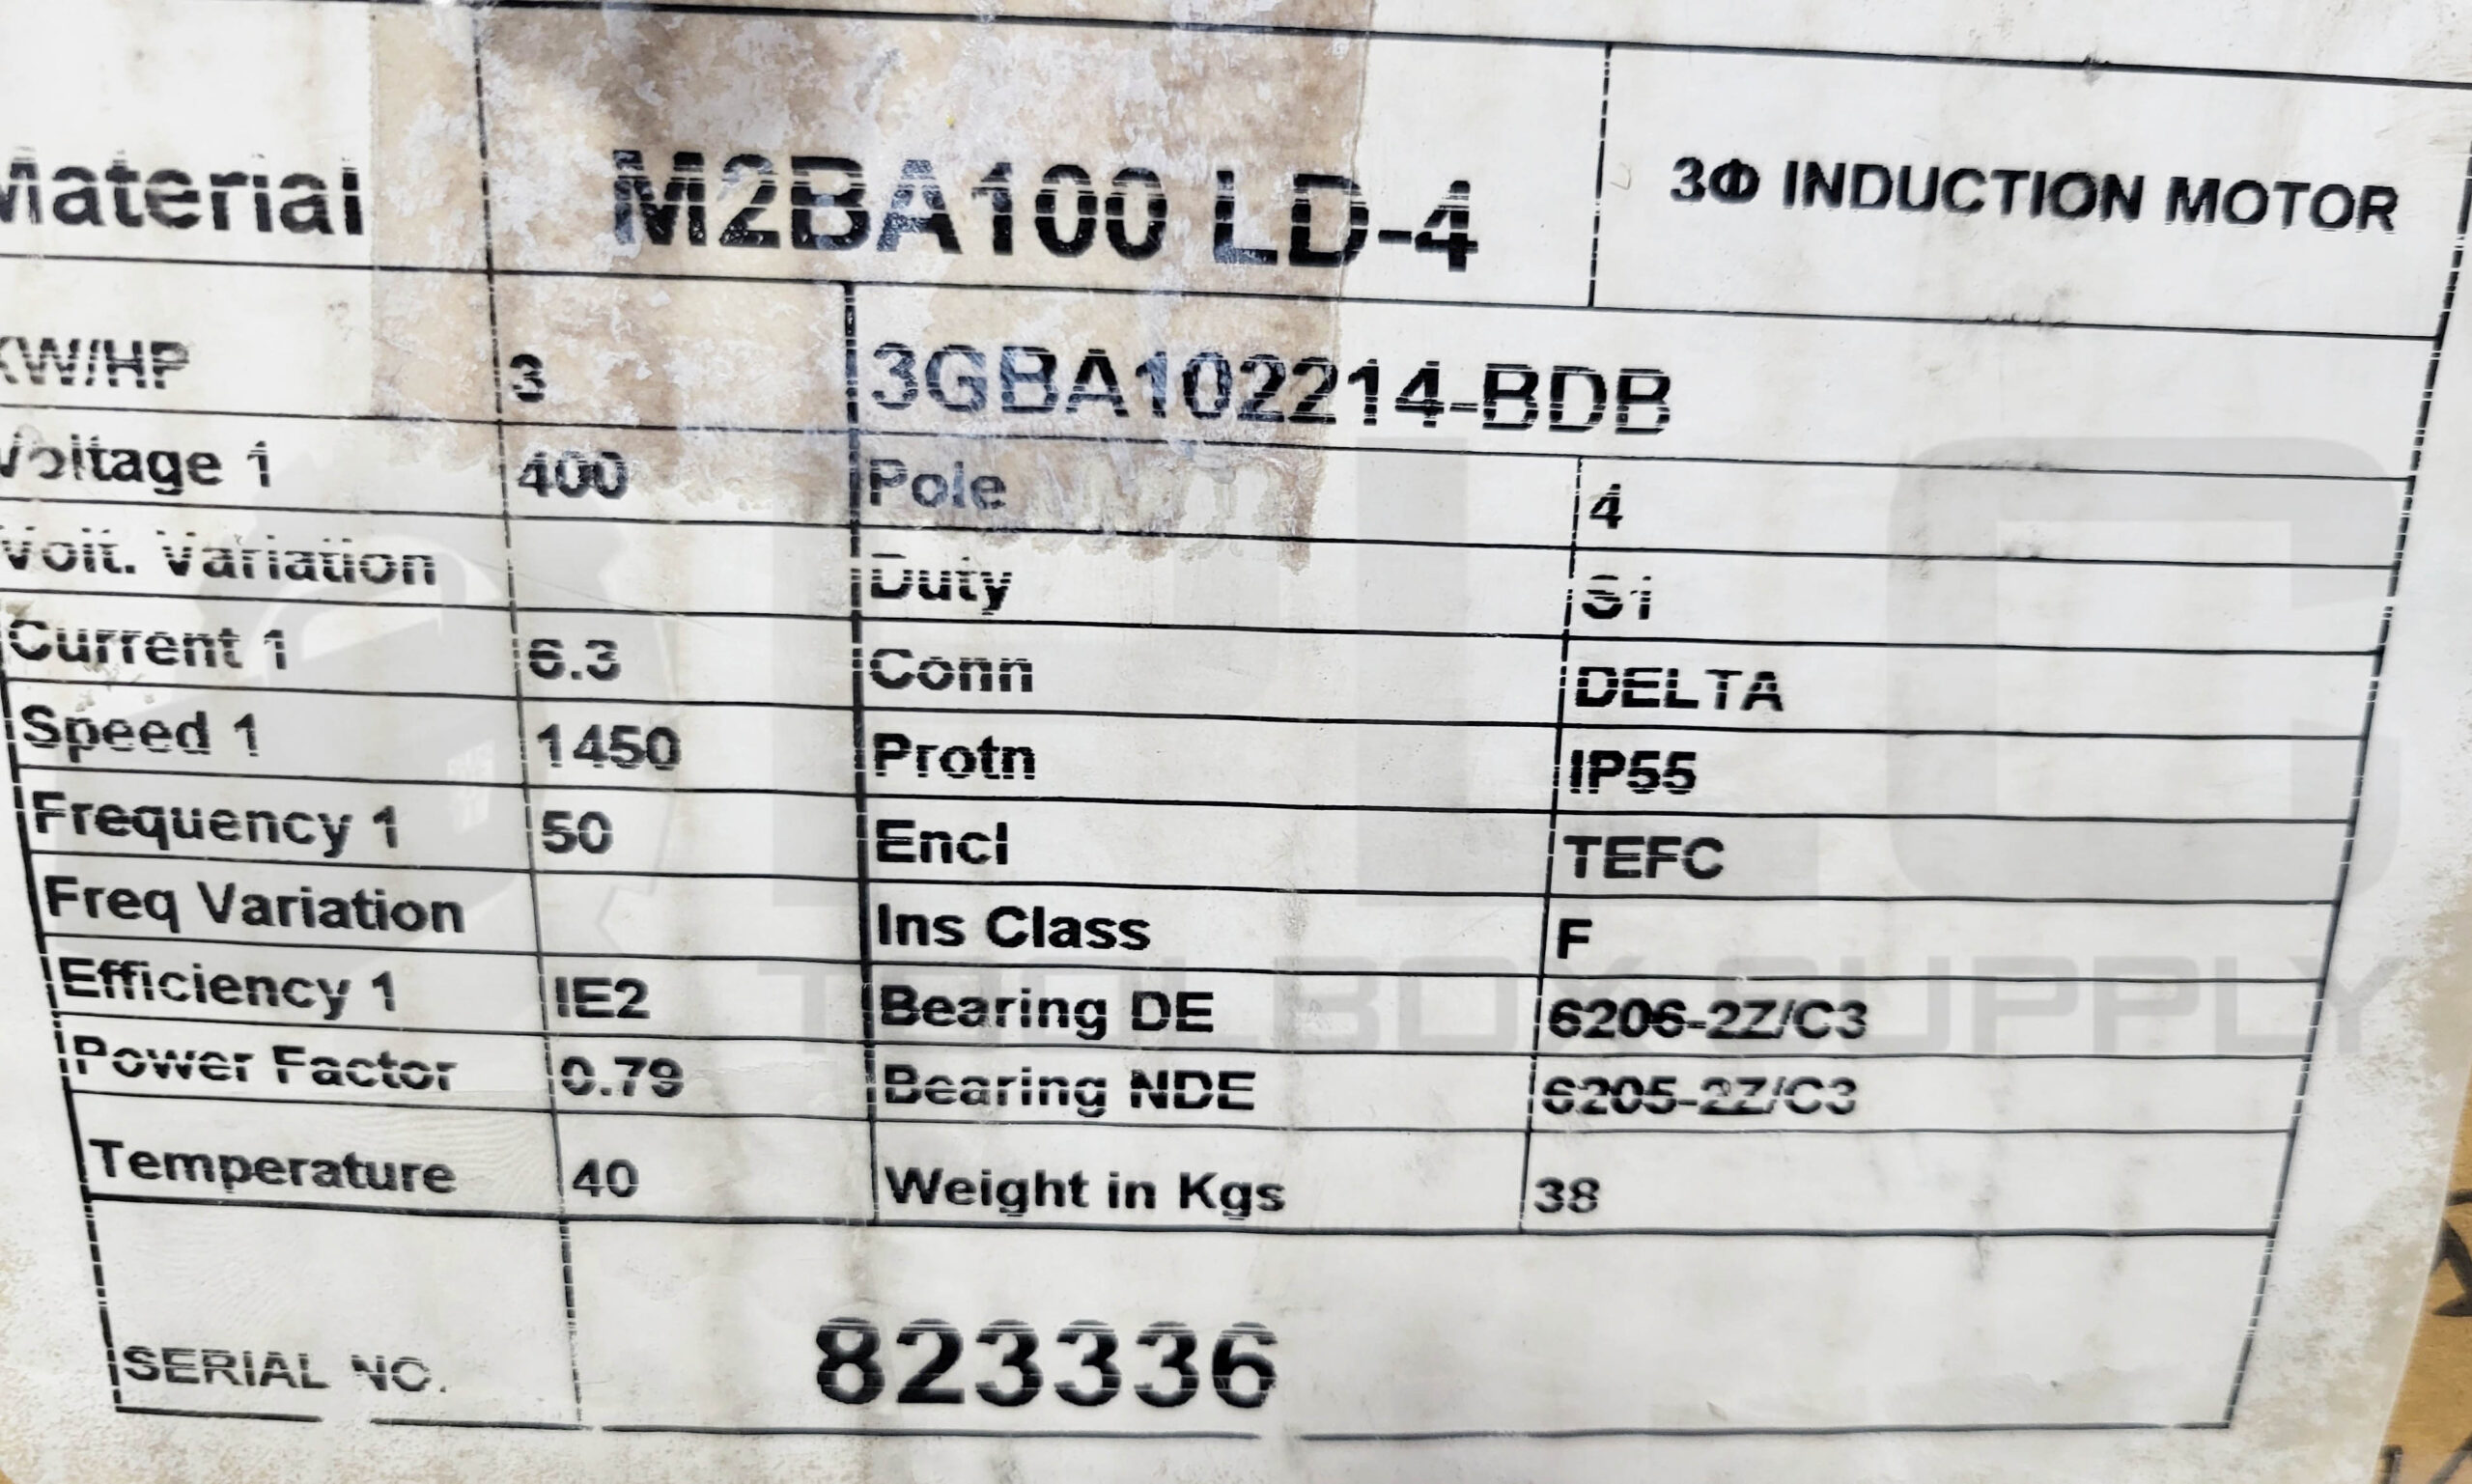 Material M2BA100 LD-4 3Φ INDUCTION MOTOR
KW/HP 3 3GBA102214-BDB
Voltage 1 400 Pole 4
Volt. Variation Duty S1
Current 1 6.3 Conn DELTA
Speed 1 1450 Protn IP55
Frequency 1 50 Encl TEFC
Freq Variation Ins Class F
Efficiency 1 IE2 Bearing DE 6206-2Z/C3
Power Factor 0.79 Bearing NDE 6205-2Z/C3
Temperature 40 Weight in Kgs 38
SERIAL NO. 823336
PLC
TOOLBOX SUPPLY